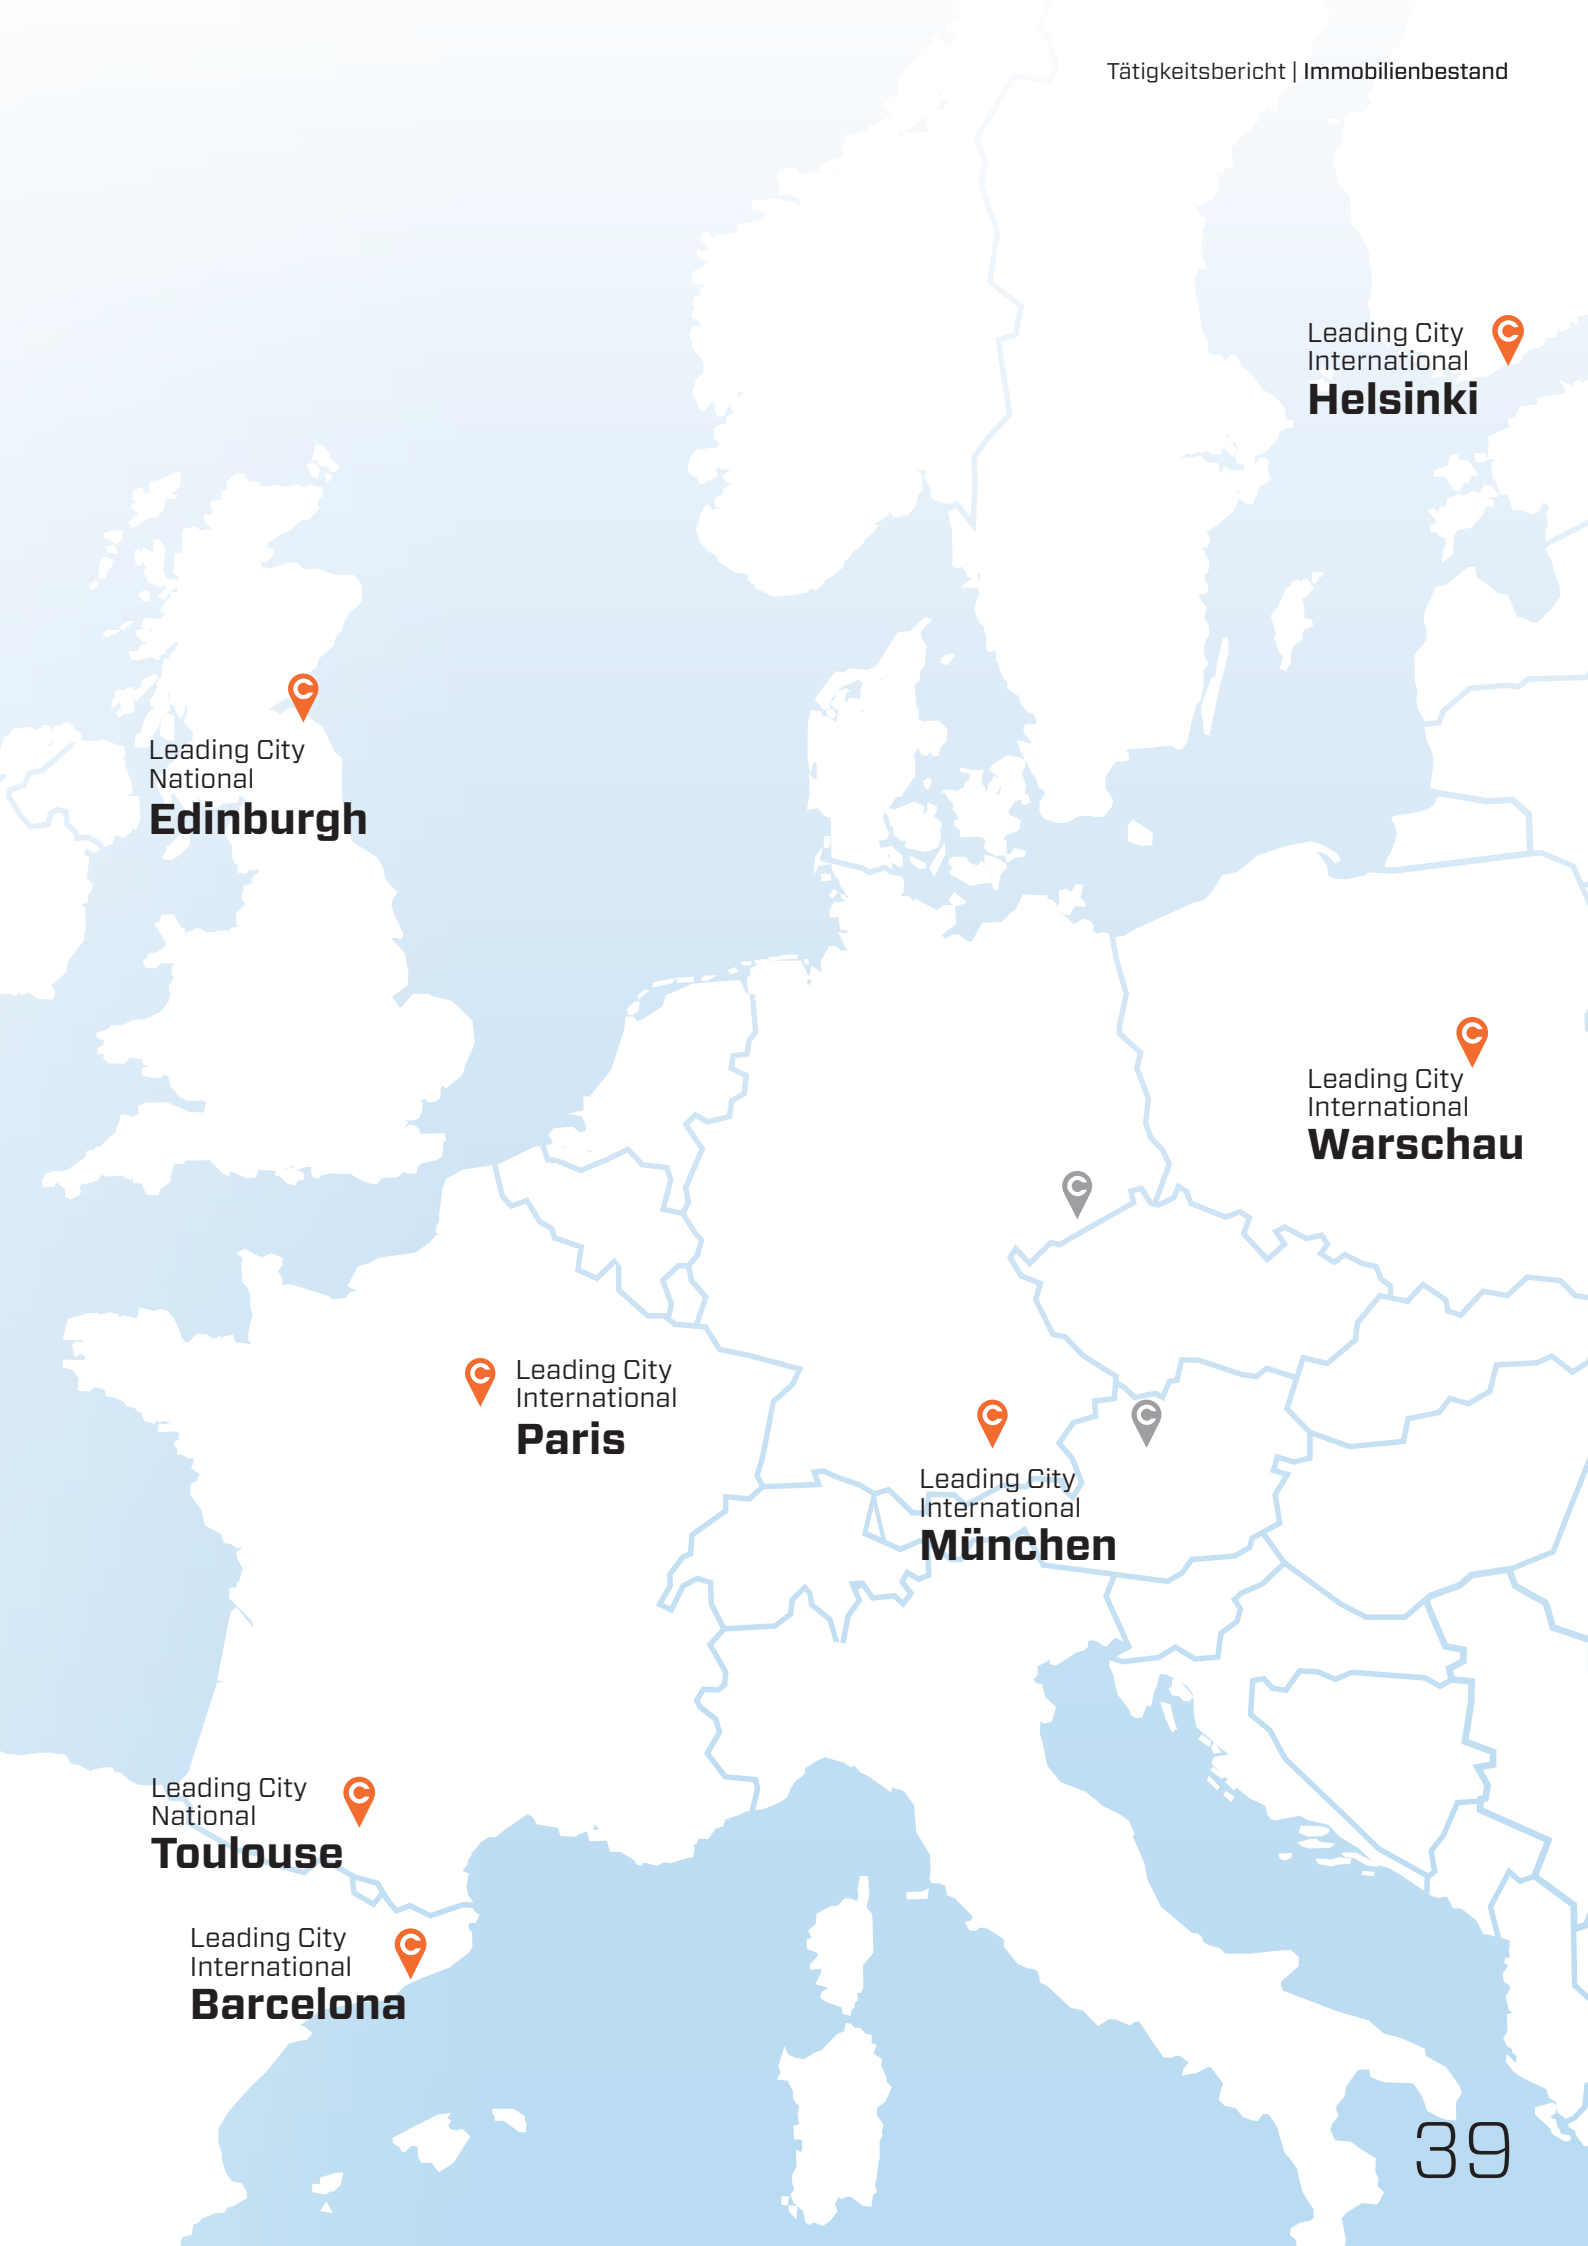 Tätigkeitsbericht | Immobilienbestand
Leading City
International
Helsinki
Leading City
National
Edinburgh
Leading City
International
Warschau
Leading City
International
Paris
Leading City
International
München
Leading City
National
Toulouse
Leading City
International
Barcelona
39